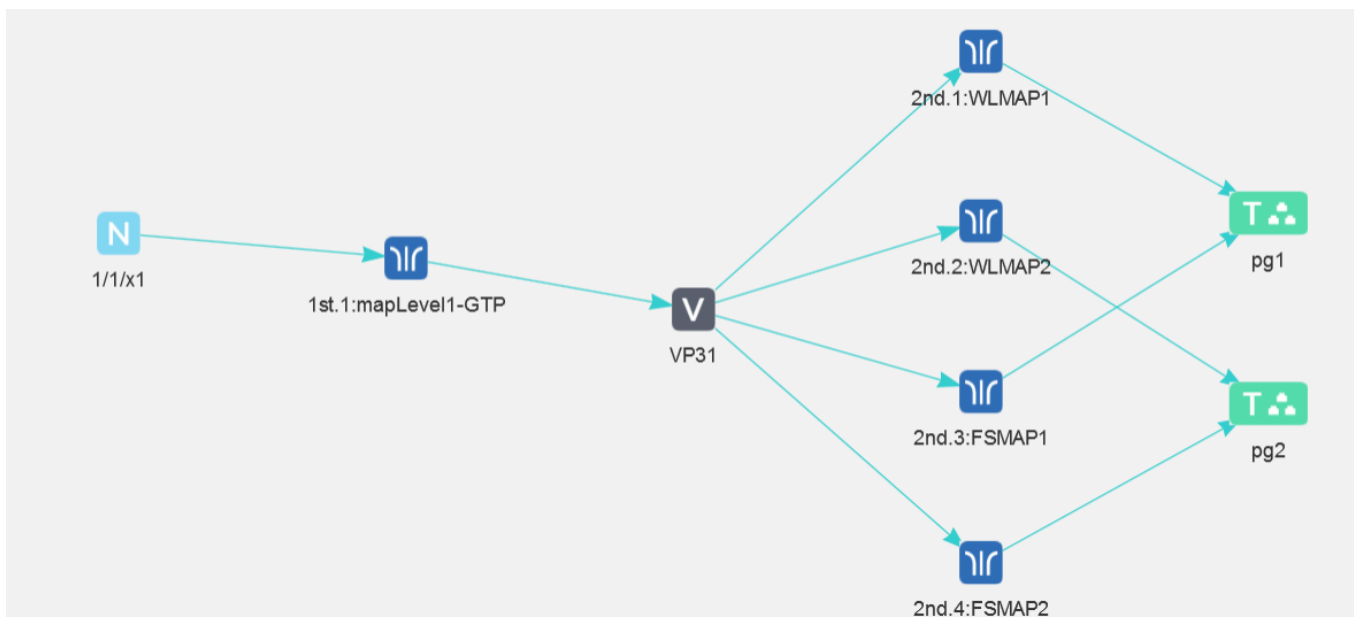 N
1/1/x1
1st.1:mapLevel1-GTP
V
VP31
2nd.1:WLMAP1
2nd.2:WLMAP2
2nd.3:FSMAP1
2nd.4:FSMAP2
T
pg1
T
pg2